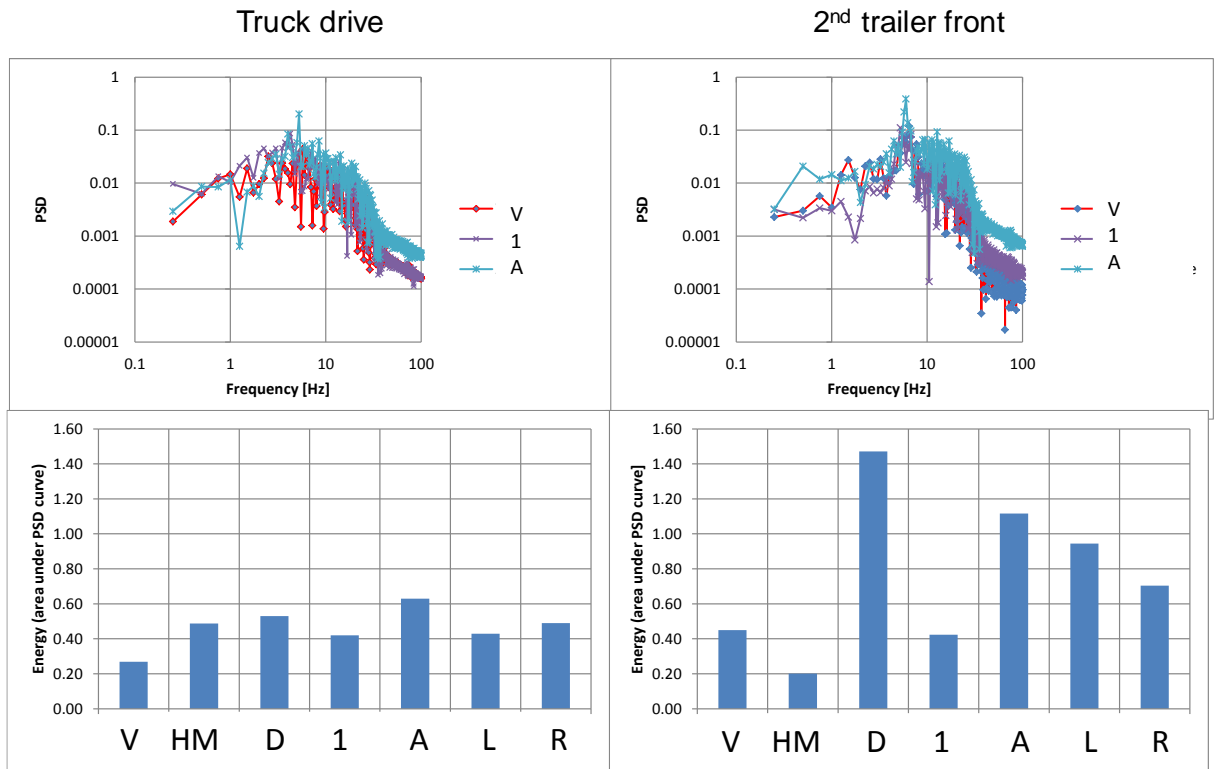 Truck drive
2nd trailer front
PSD
1
0.1
0.01
0.001
0.0001
0.00001
0.1
1
10
100
Frequency [Hz]
V
1
A
PSD
1
0.1
0.01
0.001
0.0001
0.00001
0.1
1
10
100
Frequency [Hz]
V
1
A
e
Energy (area under PSD curve)
1.60
1.40
1.20
1.00
0.80
0.60
0.40
0.20
0.00
V HM D 1 A L R
Energy (area under PSD curve]
1.60
1.40
1.20
1.00
0.80
0.60
0.40
0.20
0.00
V HM D 1 A L R